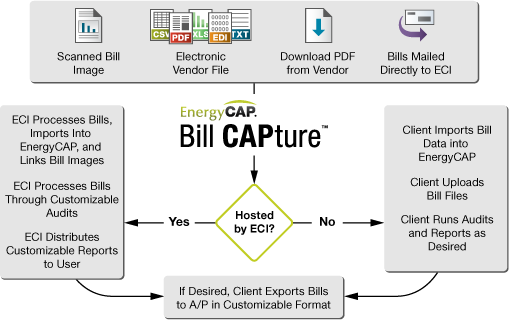 CSV
PDF
XLS
EDI
TXT
Scanned Bill
Image
Electronic
Vendor File
Download PDF
from Vendor
Bills Mailed
Directly to ECI
EnergyCAP.
Bill CAPture™
ECI Processes Bills,
Imports Into
EnergyCAP, and
Links Bill Images
ECI Processes Bills
Through Customizable
Audits
ECI Distributes
Customizable Reports
to User
Yes
Hosted
by ECI?
No
Client Imports Bill
Data into
EnergyCAP
Client Uploads
Bill Files
Client Runs Audits
and Reports as
Desired
If Desired, Client Exports Bills
to A/P in Customizable Format